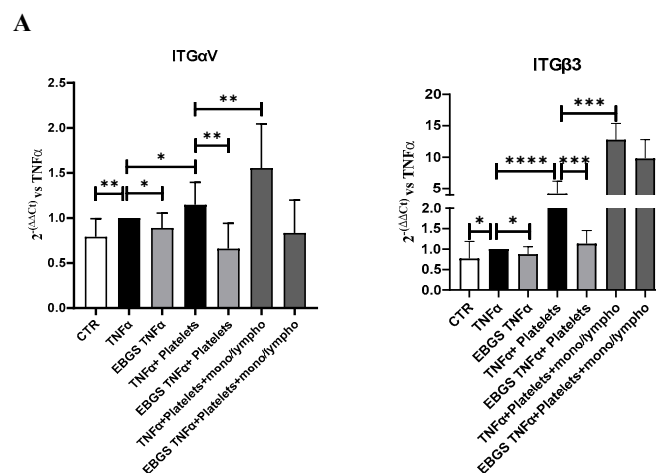 A
ITGαV
2-(ΔΔCt) vs TNFα
2.5
2.0
1.5
1.0
0.5
0.0
**
*
*
**
**
CTR
TNFα
EBGS TNFα
TNFα+ Platelets
EBGS TNFα+ Platelets
TNFα+Platelets+mono/lympho
EBGS TNFα+Platelets+mono/lympho
ITGβ3
2-(ΔΔCt) vs TNFα
20
15
10
5
2.0
1.5
1.0
0.5
0.0
*
*
****
***
***
CTR
TNFα
EBGS TNFα
TNFα+ Platelets
EBGS TNFα+ Platelets
TNFα+Platelets+mono/lympho
EBGS TNFα+Platelets+mono/lympho